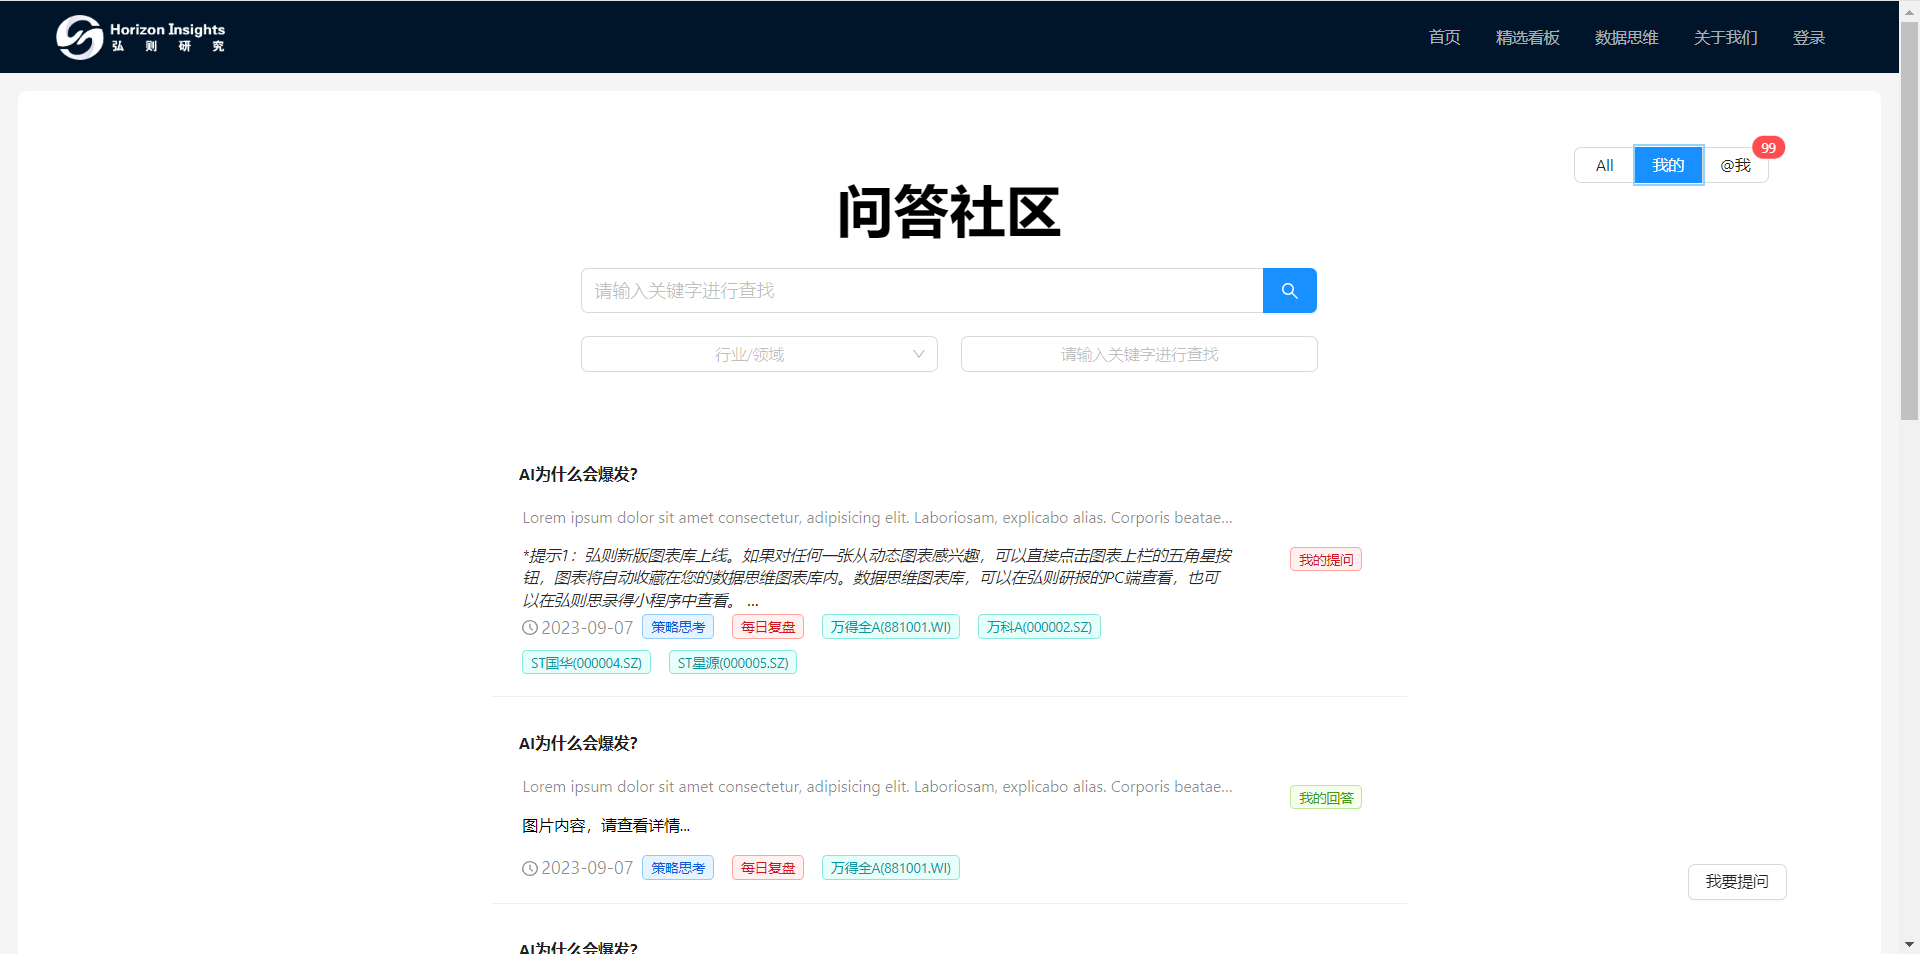 Horizon Insights
弘则研究
首页 精选看板 数据思维 关于我们 登录
All 我的 @我 99
问答社区
请输入关键字进行查找
行业/领域 请输入关键字进行查找
AI为什么会爆发?
Lorem ipsum dolor sit amet consectetur, adipisicing elit. Laboriosam, explicabo alias. Corporis beatae...
*提示1：弘则新版图表库上线。如果对任何一张从动态图表感兴趣，可以直接点击图表上栏的五角星按
钮，图表将自动收藏在您的数据思维图表库内。数据思维图表库，可以在弘则研报的PC端查看，也可
以在弘则思录得小程序中查看。 ...
我的提问
2023-09-07 策略思考 每日复盘 万得全A(881001.WI) 万科A(000002.SZ)
ST国华(000004.SZ) ST星源(000005.SZ)
AI为什么会爆发?
Lorem ipsum dolor sit amet consectetur, adipisicing elit. Laboriosam, explicabo alias. Corporis beatae...
我的回答
图片内容，请查看详情...
2023-09-07 策略思考 每日复盘 万得全A(881001.WI)
我要提问
AI为什么会爆发?